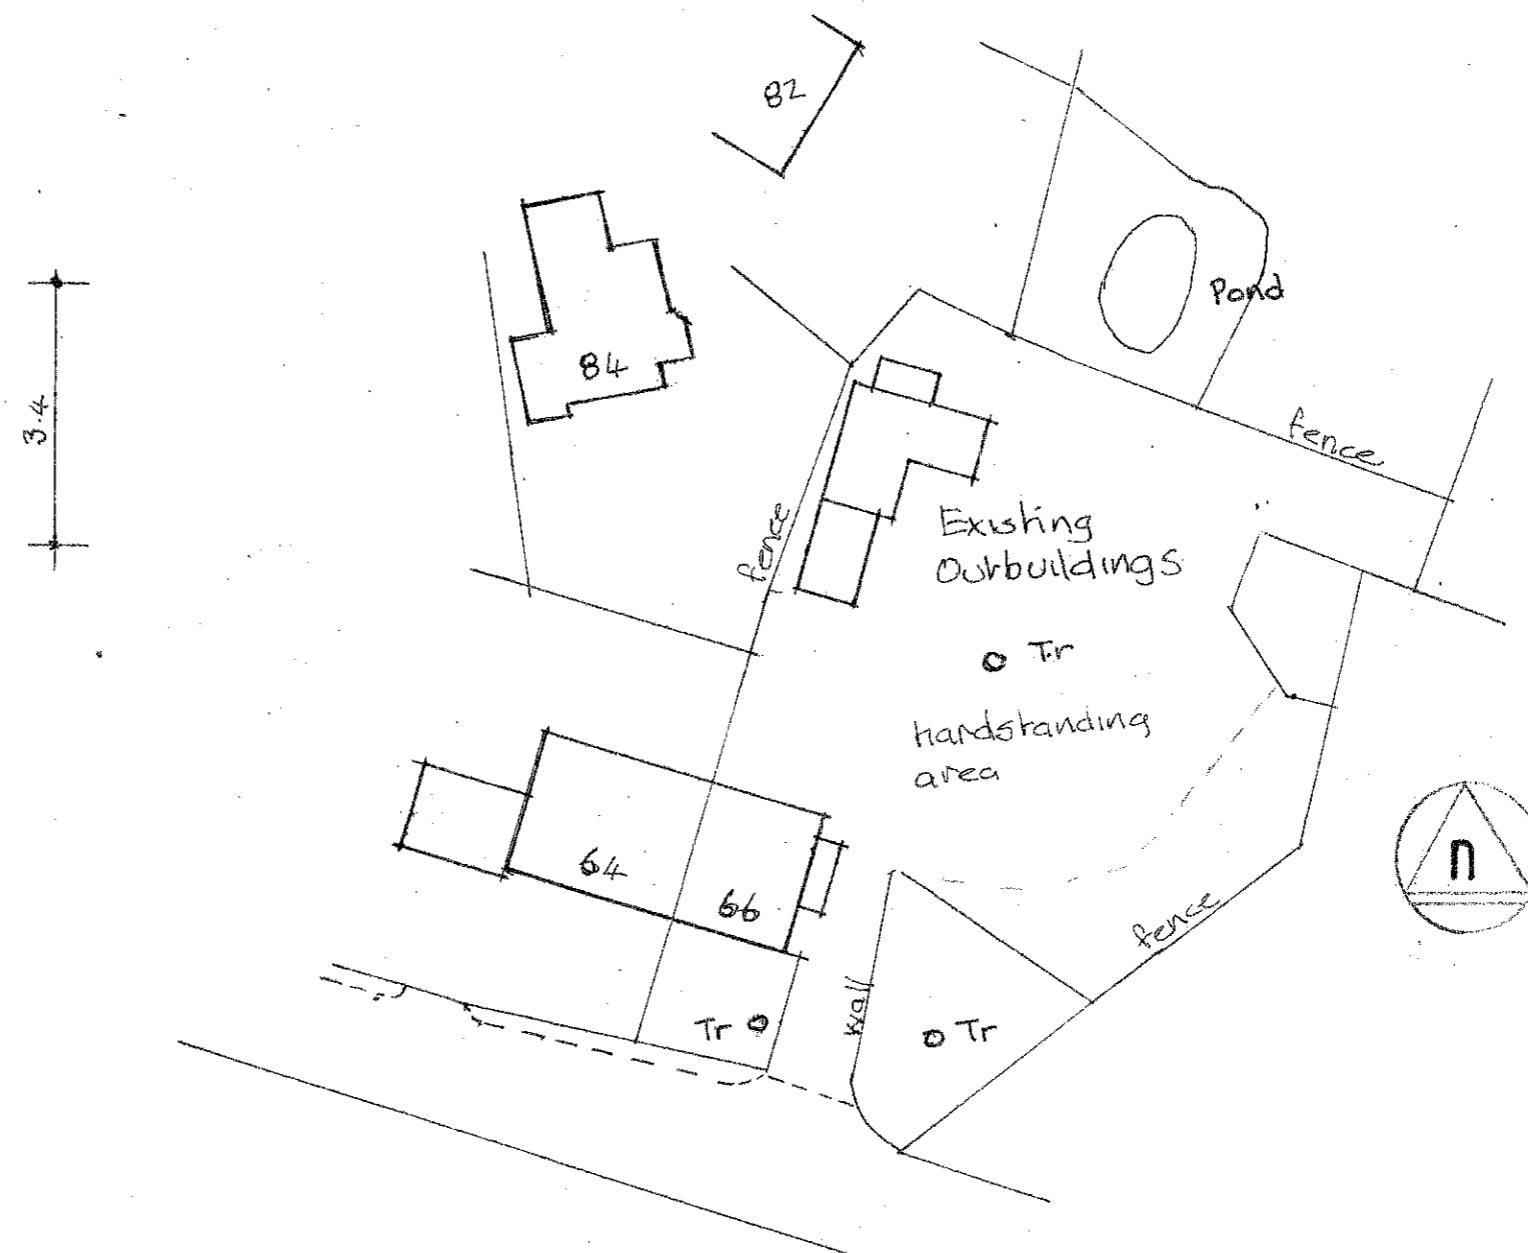 82
Pond
84
3.4
fence
fence
Existing
Outbuildings
Tr
hardstanding
area
n
64
66
fence
wall
Tr
Tr